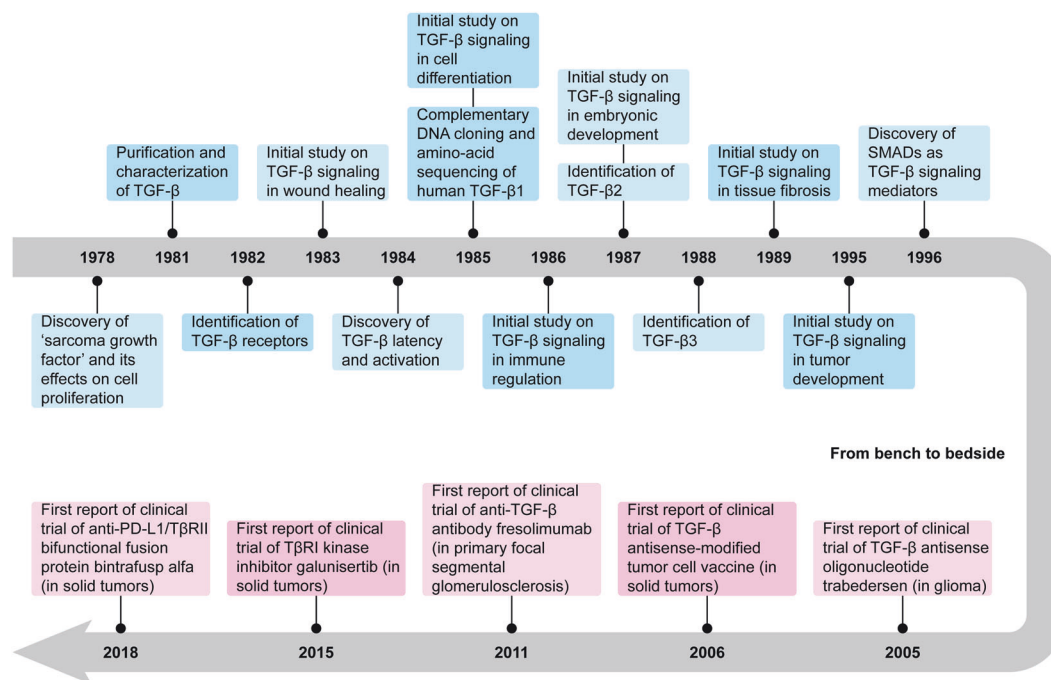 Initial study on
TGF-β signaling
in cell
differentiation
Complementary
DNA cloning and
amino-acid
sequencing of
human TGF-β1
Initial study on
TGF-β signaling
in embryonic
development
Identification of
TGF-β2
Purification and
characterization
of TGF-β
Initial study on
TGF-β signaling
in wound healing
Initial study on
TGF-β signaling
in tissue fibrosis
Discovery of
SMADs as
TGF-β signaling
mediators
1978 1981 1982 1983 1984 1985 1986 1987 1988 1989 1995 1996
Discovery of
‘sarcoma growth
factor’ and its
effects on cell
proliferation
Identification of
TGF-β receptors
Discovery of
TGF-β latency
and activation
Initial study on
TGF-β signaling
in immune
regulation
Identification of
TGF-β3
Initial study on
TGF-β signaling
in tumor
development
From bench to bedside
First report of clinical
trial of anti-PD-L1/TβRII
bifunctional fusion
protein bintrafusp alfa
(in solid tumors)
First report of clinical
trial of TβRI kinase
inhibitor galunisertib (in
solid tumors)
First report of clinical
trial of anti-TGF-β
antibody fresolimumab
(in primary focal
segmental
glomerulosclerosis)
First report of clinical
trial of TGF-β
antisense-modified
tumor cell vaccine (in
solid tumors)
First report of clinical
trial of TGF-β antisense
oligonucleotide
trabedersen (in glioma)
2018 2015 2011 2006 2005